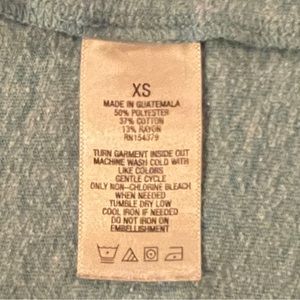 XS
MADE IN GUATEMALA
50% POLYESTER
37% COTTON
13% RAYON
RN154379
TURN GARMENT INSIDE OUT
MACHINE WASH COLD WITH
LIKE COLORS
GENTLE CYCLE
ONLY NON-CHLORINE BLEACH
WHEN NEEDED
TUMBLE DRY LOW
COOL IRON IF NEEDED
DO NOT IRON ON
EMBELLISHMENT